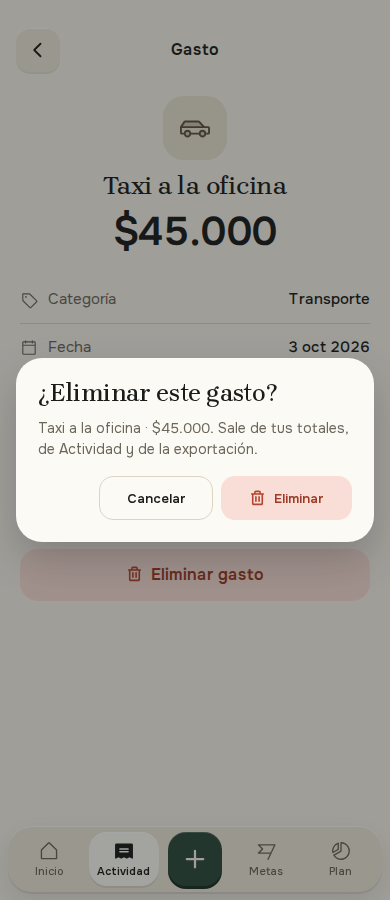 Gasto
Taxi a la oficina
$45.000
Categoría Transporte
Fecha 3 oct 2026
¿Eliminar este gasto?
Taxi a la oficina · $45.000. Sale de tus totales,
de Actividad y de la exportación.
Cancelar Eliminar
Eliminar gasto
Inicio Actividad Metas Plan